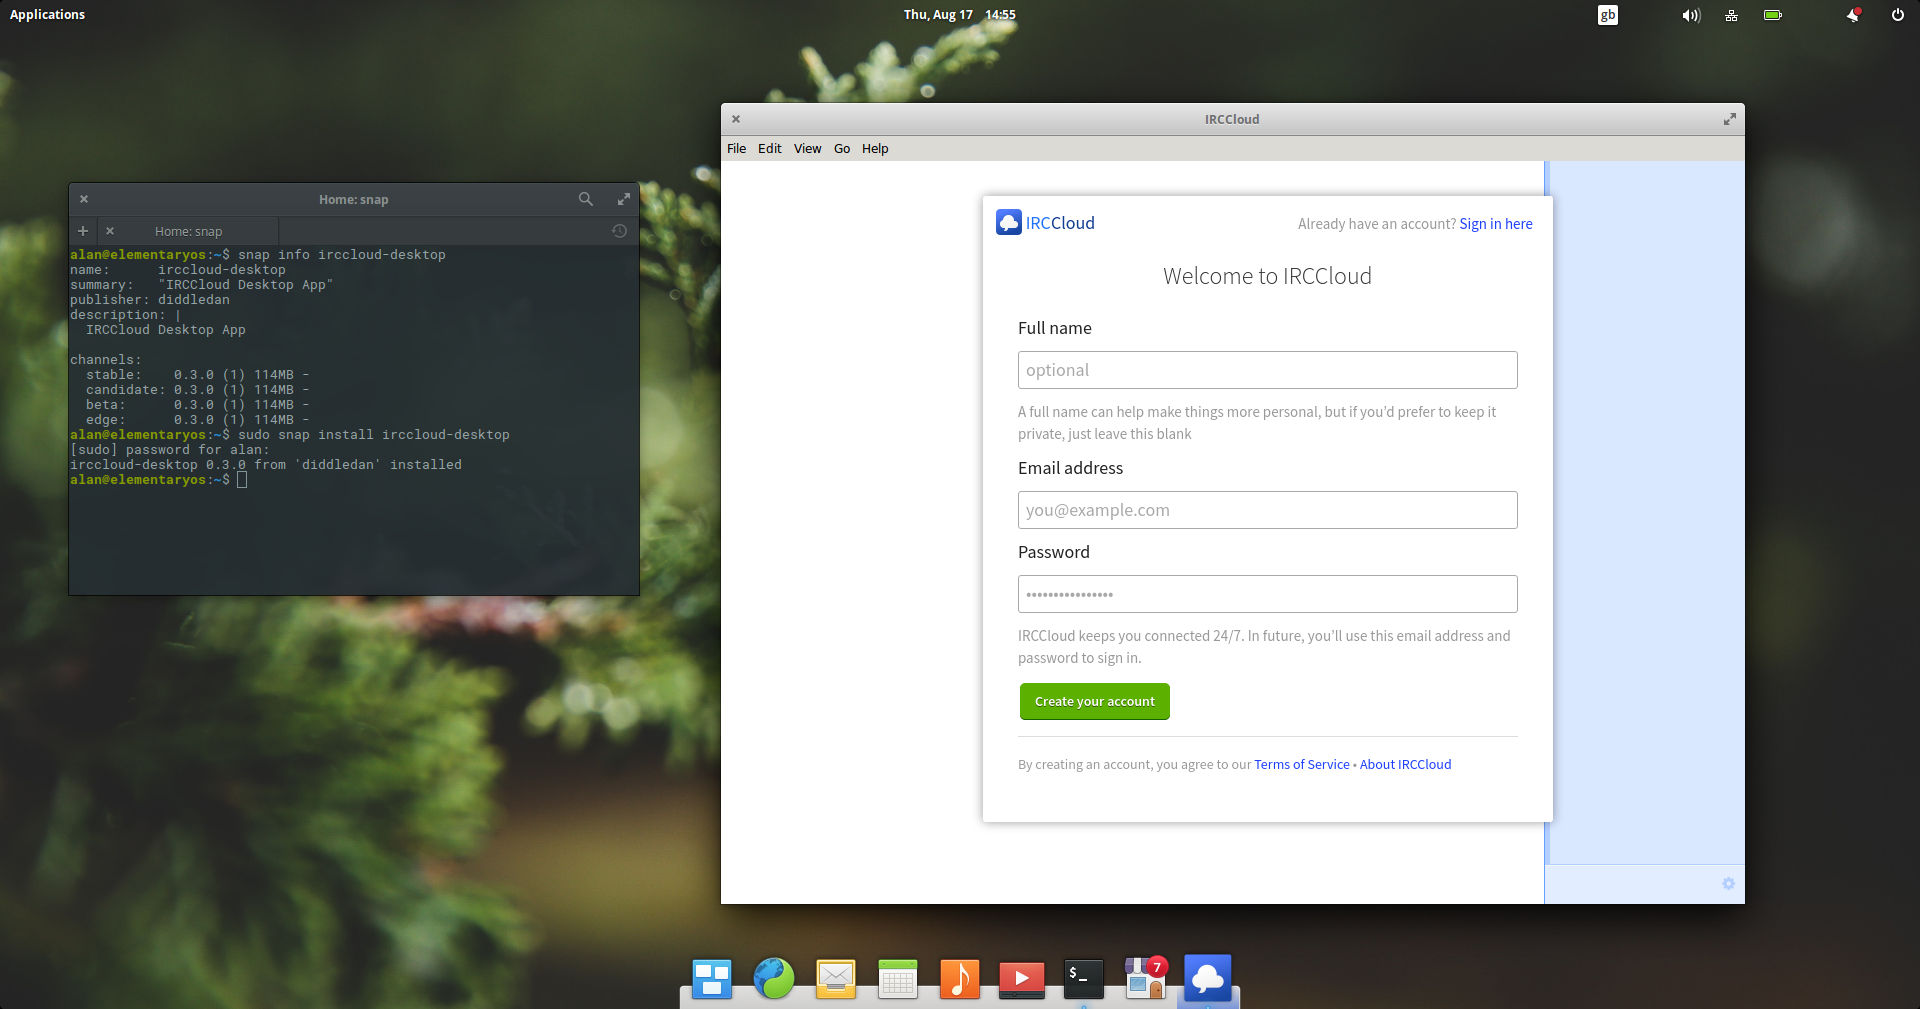 Applications
Thu, Aug 17 14:55
gb
Home: snap
Home: snap
alan@elementaryos:~$ snap info irccloud-desktop
name:      irccloud-desktop
summary:   "IRCCloud Desktop App"
publisher: diddledan
description: |
  IRCCloud Desktop App
channels:
  stable:    0.3.0 (1) 114MB -
  candidate: 0.3.0 (1) 114MB -
  beta:      0.3.0 (1) 114MB -
  edge:      0.3.0 (1) 114MB -
alan@elementaryos:~$ sudo snap install irccloud-desktop
[sudo] password for alan:
irccloud-desktop 0.3.0 from 'diddledan' installed
alan@elementaryos:~$
IRCCloud
File Edit View Go Help
IRCCloud
Already have an account? Sign in here
Welcome to IRCCloud
Full name
optional
A full name can help make things more personal, but if you’d prefer to keep it
private, just leave this blank
Email address
you@example.com
Password
••••••••••••••••
IRCCloud keeps you connected 24/7. In future, you’ll use this email address and
password to sign in.
Create your account
By creating an account, you agree to our Terms of Service • About IRCCloud
$_
7